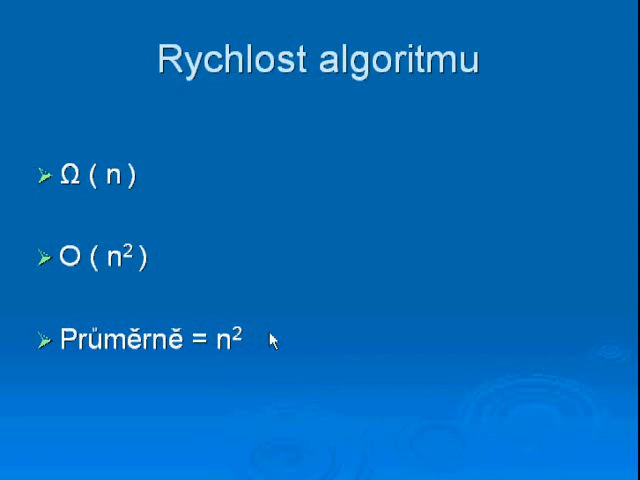 Rychlost algoritmu
Ω ( n )
O ( n² )
Průměrně = n²